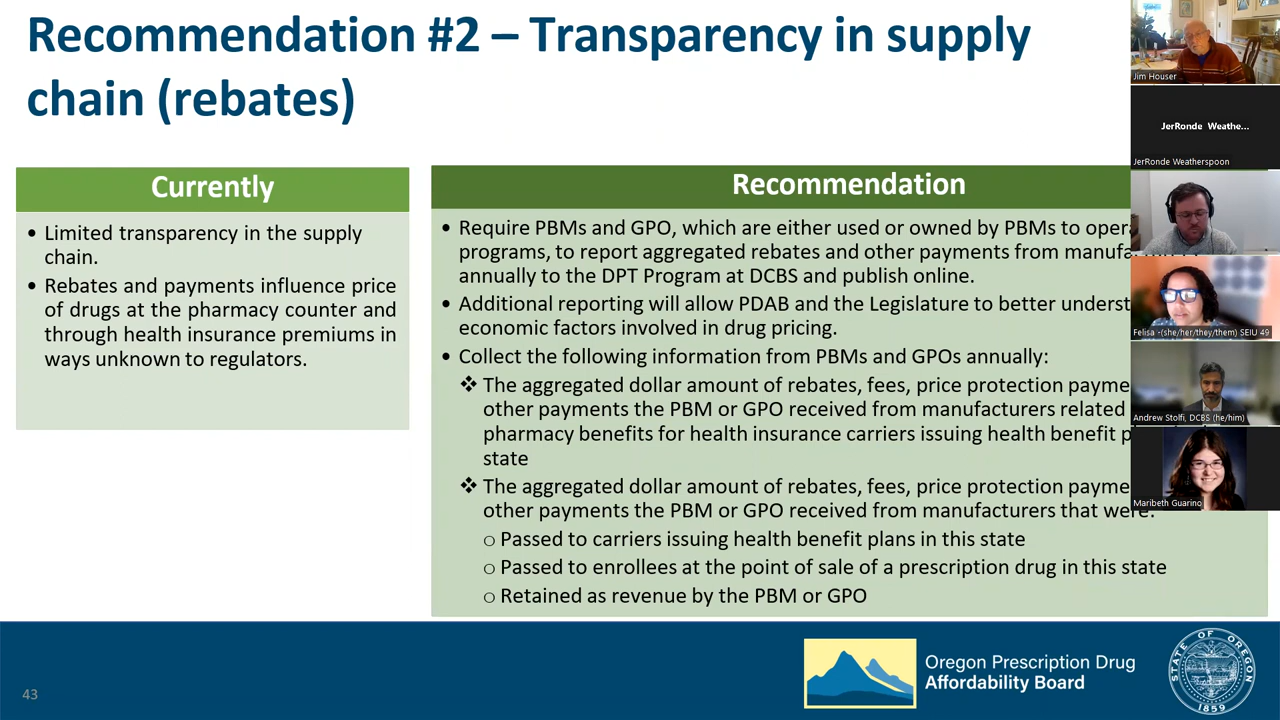 Recommendation #2 – Transparency in supply
chain (rebates)
Currently
• Limited transparency in the supply
chain.
• Rebates and payments influence price
of drugs at the pharmacy counter and
through health insurance premiums in
ways unknown to regulators.
Recommendation
• Require PBMs and GPO, which are either used or owned by PBMs to
programs, to report aggregated rebates and other payments from
annually to the DPT Program at DCBS and publish online.
• Additional reporting will allow PDAB and the Legislature to better
economic factors involved in drug pricing.
• Collect the following information from PBMs and GPOs annually:
❖ The aggregated dollar amount of rebates, fees, price protection
other payments the PBM or GPO received from manufacturers related
pharmacy benefits for health insurance carriers issuing health benefit
state
❖ The aggregated dollar amount of rebates, fees, price protection
other payments the PBM or GPO received from manufacturers that were:
○ Passed to carriers issuing health benefit plans in this state
○ Passed to enrollees at the point of sale of a prescription drug in this state
○ Retained as revenue by the PBM or GPO
Jim Houser
JerRonde Weathe...
JerRonde Weatherspoon
Felisa -(she/her/they/them) SEIU 49
Andrew Stolfi, DCBS (he/him)
Maribeth Guarino
43
Oregon Prescription Drug
Affordability Board
STATE OF OREGON
1859